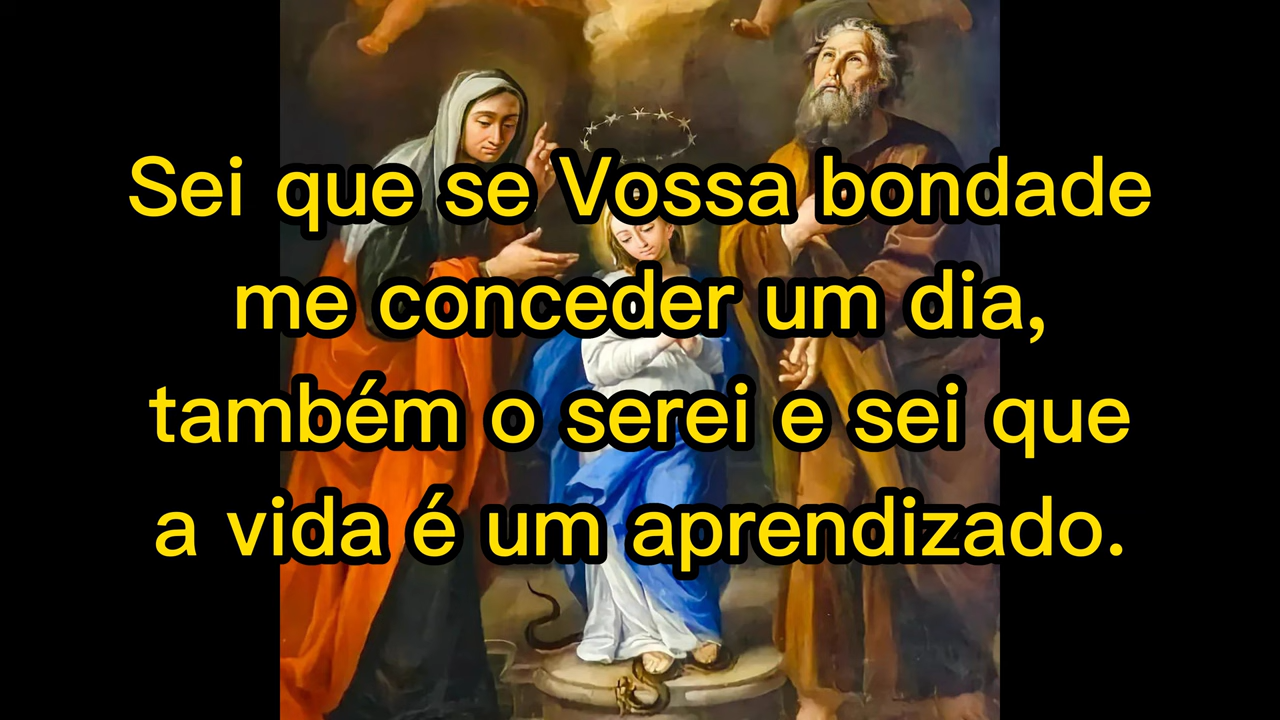 Sei que se Vossa bondade
me conceder um dia,
também o serei e sei que
a vida é um aprendizado.